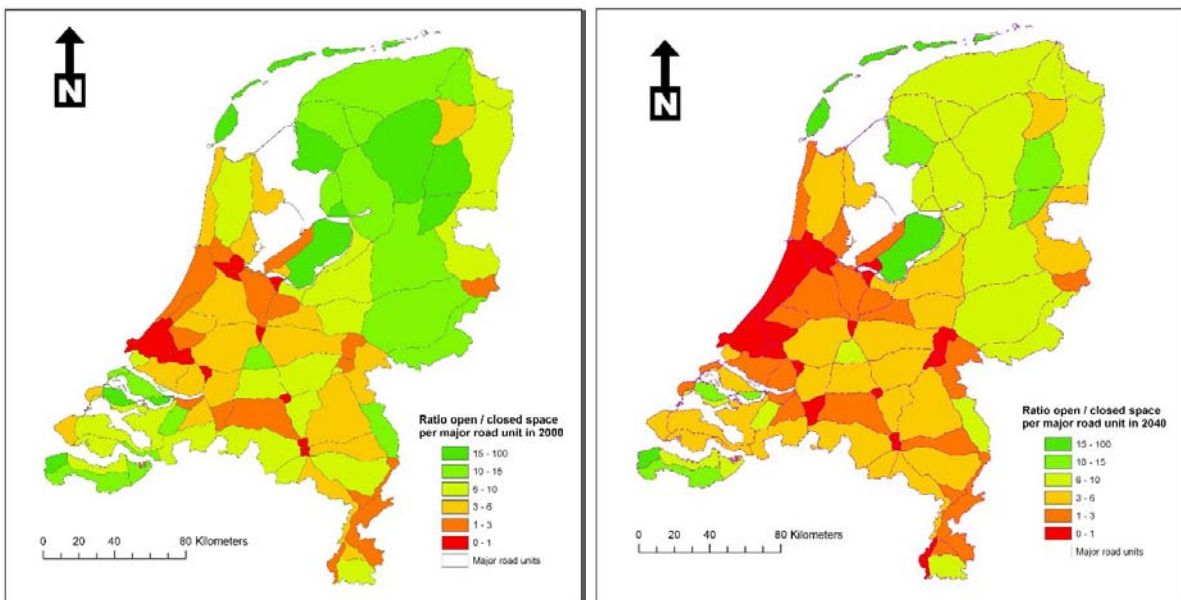 N
Ratio open / closed space
per major road unit in 2000
15 - 100
10 - 15
6 - 10
3 - 6
1 - 3
0 - 1
Major road units
0 20 40 80 Kilometers
N
Ratio open / closed space
per major road unit in 2040
15 - 100
10 - 15
6 - 10
3 - 6
1 - 3
0 - 1
Major road units
0 20 40 80 Kilometers